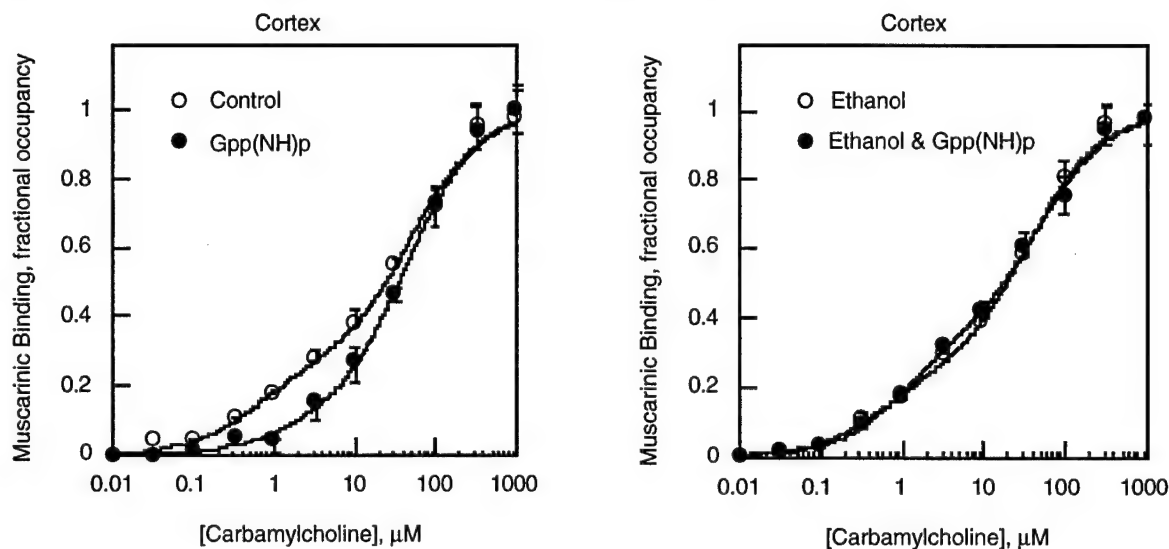 Cortex
Muscarinic Binding, fractional occupancy
Control
Gpp(NH)p
1
0.8
0.6
0.4
0.2
0
0.01
0.1
1
10
100
1000
[Carbamylcholine], μM
Cortex
Muscarinic Binding, fractional occupancy
Ethanol
Ethanol & Gpp(NH)p
1
0.8
0.6
0.4
0.2
0
0.01
0.1
1
10
100
1000
[Carbamylcholine], μM